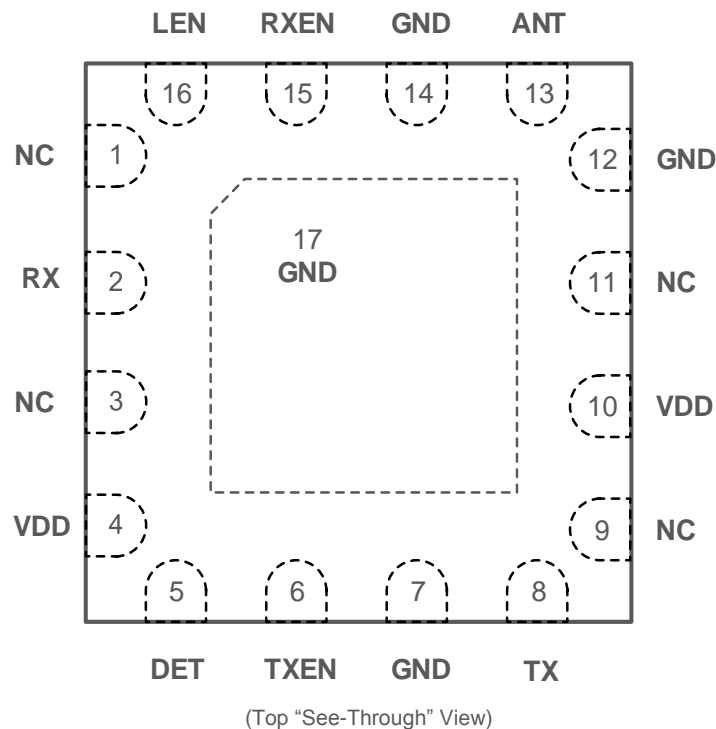 LEN RXEN GND ANT
16 15 14 13
NC 1 12 GND
17
GND
RX 2 11 NC
NC 3 10 VDD
VDD 4 9 NC
5 6 7 8
DET TXEN GND TX
(Top “See-Through” View)